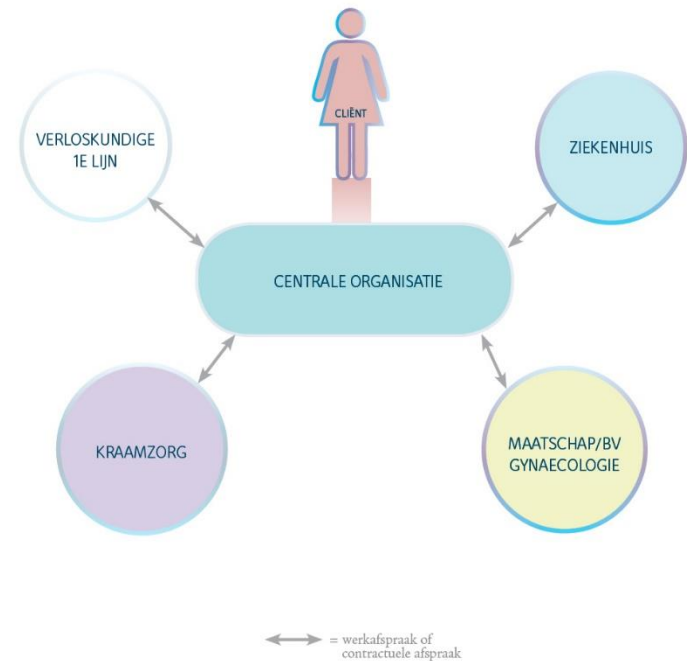 CLIËNT
VERLOSKUNDIGE
1E LIJN
ZIEKENHUIS
CENTRALE ORGANISATIE
KRAAMZORG
MAATSCHAP/BV
GYNAECOLOGIE
= werkafspraak of
contractuele afspraak